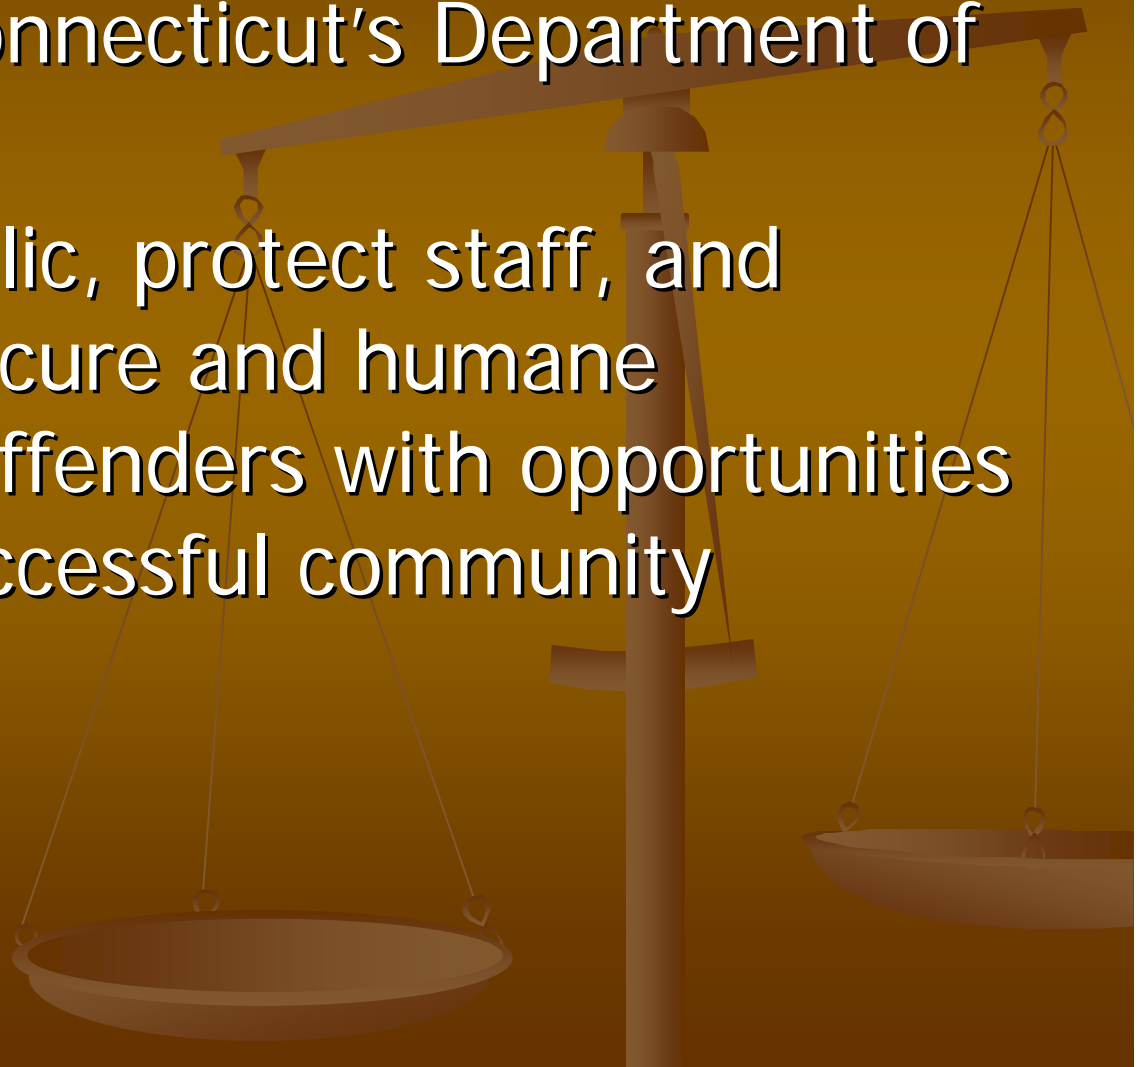 onnecticut's Department of
lic, protect staff, and
cure and humane
ffenders with opportunities
ccessful community